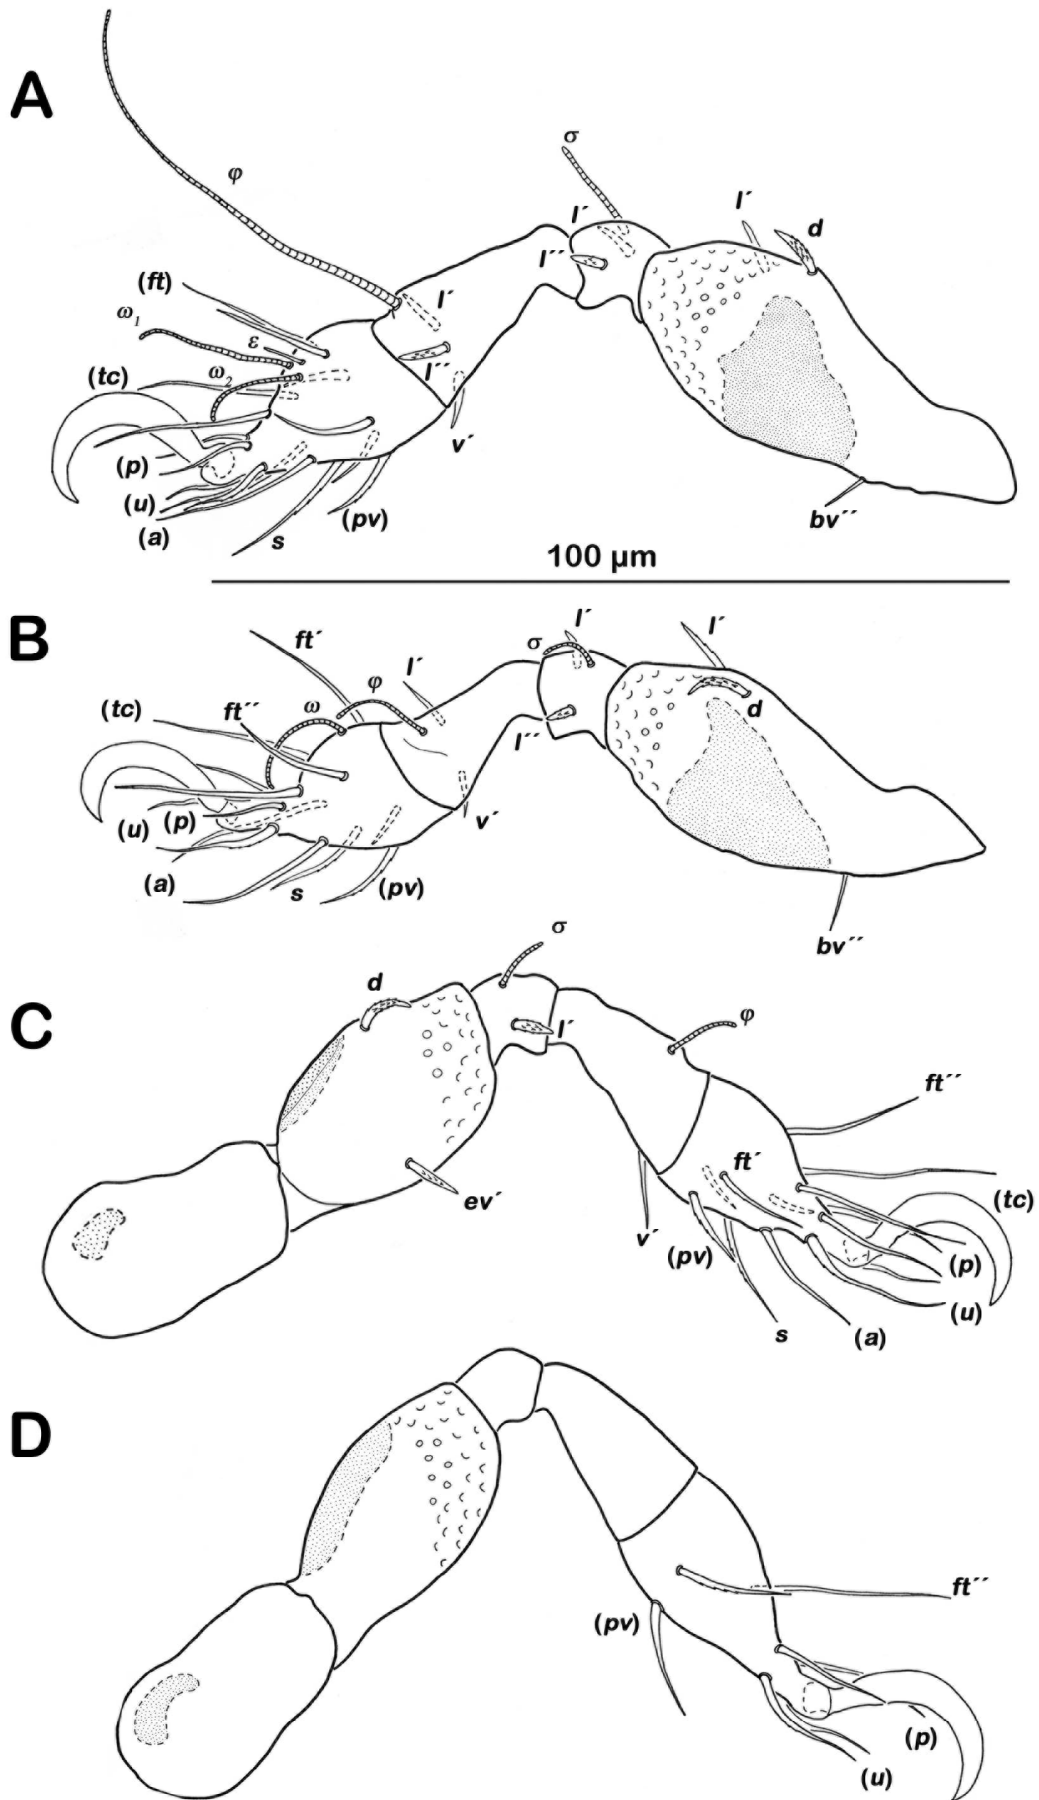 A
φ
σ
l´
d
l´
l´´
(ft)
l´
ω1
ε
l´´
ω2
(tc)
v´
(p)
(u)
(pv)
bv´´
(a)
s
100 µm
B
ft´
l´
σ
l´
l´
φ
(tc)
ft´´
ω
d
l´´
(u)
(p)
v´
(a)
s
(pv)
bv´´
σ
C
d
φ
l´
ft´´
ft´
ev´
(tc)
v´
(pv)
(p)
(u)
s
(a)
D
ft´´
(pv)
(p)
(u)